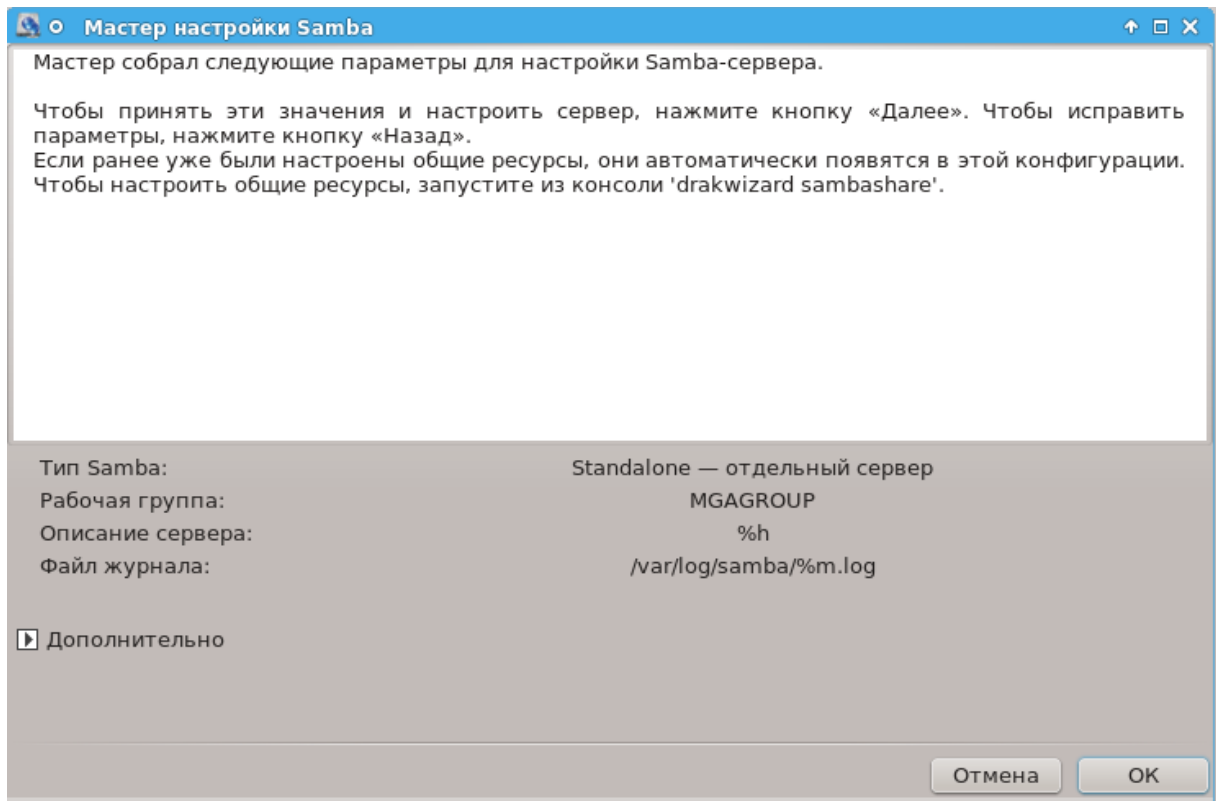 Мастер настройки Samba
Мастер собрал следующие параметры для настройки Samba-сервера.
Чтобы принять эти значения и настроить сервер, нажмите кнопку «Далее». Чтобы исправить
параметры, нажмите кнопку «Назад».
Если ранее уже были настроены общие ресурсы, они автоматически появятся в этой конфигурации.
Чтобы настроить общие ресурсы, запустите из консоли 'drakwizard sambashare'.
Тип Samba: Standalone — отдельный сервер
Рабочая группа: MGAGROUP
Описание сервера: %h
Файл журнала: /var/log/samba/%m.log
Дополнительно
Отмена OK